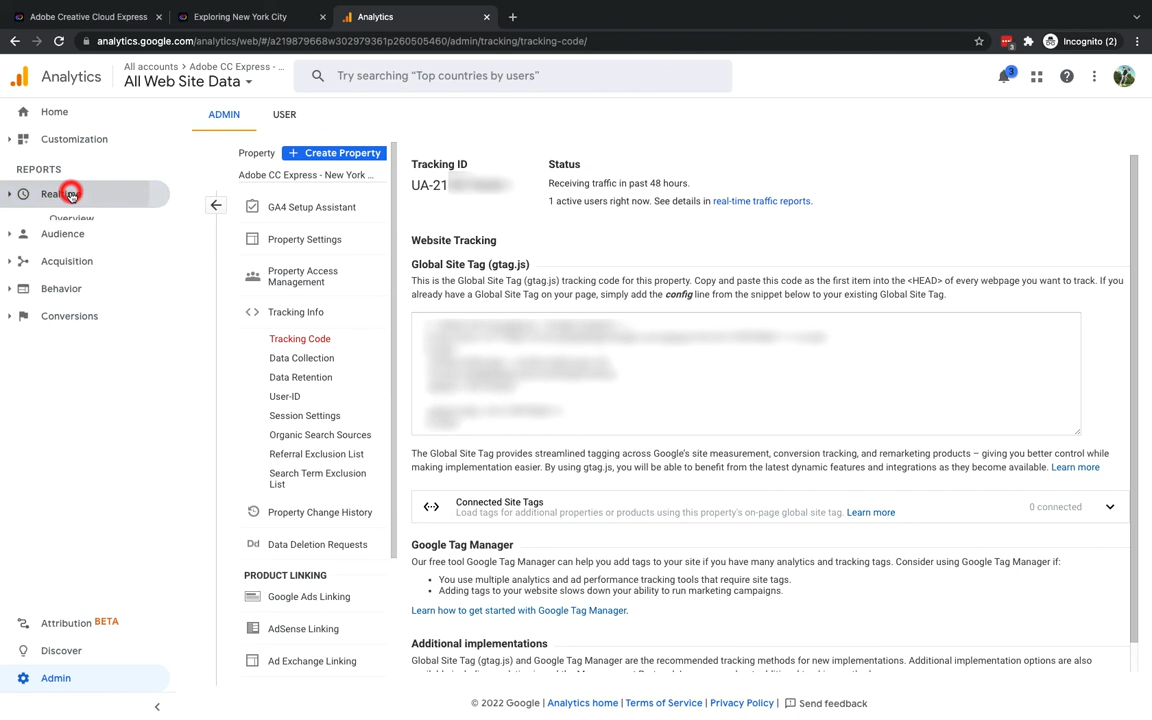 Adobe Creative Cloud Express
Exploring New York City
Analytics
analytics.google.com/analytics/web/#/a219879668w302979361p260505460/admin/tracking/tracking-code/
3
Incognito (2)
Analytics
All accounts > Adobe CC Express - ...
All Web Site Data
Try searching “Top countries by users”
3
Home
Customization
REPORTS
Realtime
Overview
Audience
Acquisition
Behavior
Conversions
Attribution BETA
Discover
Admin
ADMIN
USER
Property
Create Property
Adobe CC Express - New York ...
GA4 Setup Assistant
Property Settings
Property Access
Management
Tracking Info
Tracking Code
Data Collection
Data Retention
User-ID
Session Settings
Organic Search Sources
Referral Exclusion List
Search Term Exclusion
List
Property Change History
Dd Data Deletion Requests
PRODUCT LINKING
Google Ads Linking
AdSense Linking
Ad Exchange Linking
Tracking ID
UA-21
Status
Receiving traffic in past 48 hours.
1 active users right now. See details in real-time traffic reports.
Website Tracking
Global Site Tag (gtag.js)
This is the Global Site Tag (gtag.js) tracking code for this property. Copy and paste this code as the first item into the <HEAD> of every webpage you want to track. If you
already have a Global Site Tag on your page, simply add the config line from the snippet below to your existing Global Site Tag.
The Global Site Tag provides streamlined tagging across Google’s site measurement, conversion tracking, and remarketing products – giving you better control while
making implementation easier. By using gtag.js, you will be able to benefit from the latest dynamic features and integrations as they become available. Learn more
Connected Site Tags
Load tags for additional properties or products using this property's on-page global site tag. Learn more
0 connected
Google Tag Manager
Our free tool Google Tag Manager can help you add tags to your site if you have many analytics and tracking tags. Consider using Google Tag Manager if:
• You use multiple analytics and ad performance tracking tools that require site tags.
• Adding tags to your website slows down your ability to run marketing campaigns.
Learn how to get started with Google Tag Manager.
Additional implementations
Global Site Tag (gtag.js) and Google Tag Manager are the recommended tracking methods for new implementations. Additional implementation options are also
© 2022 Google | Analytics home | Terms of Service | Privacy Policy | Send feedback